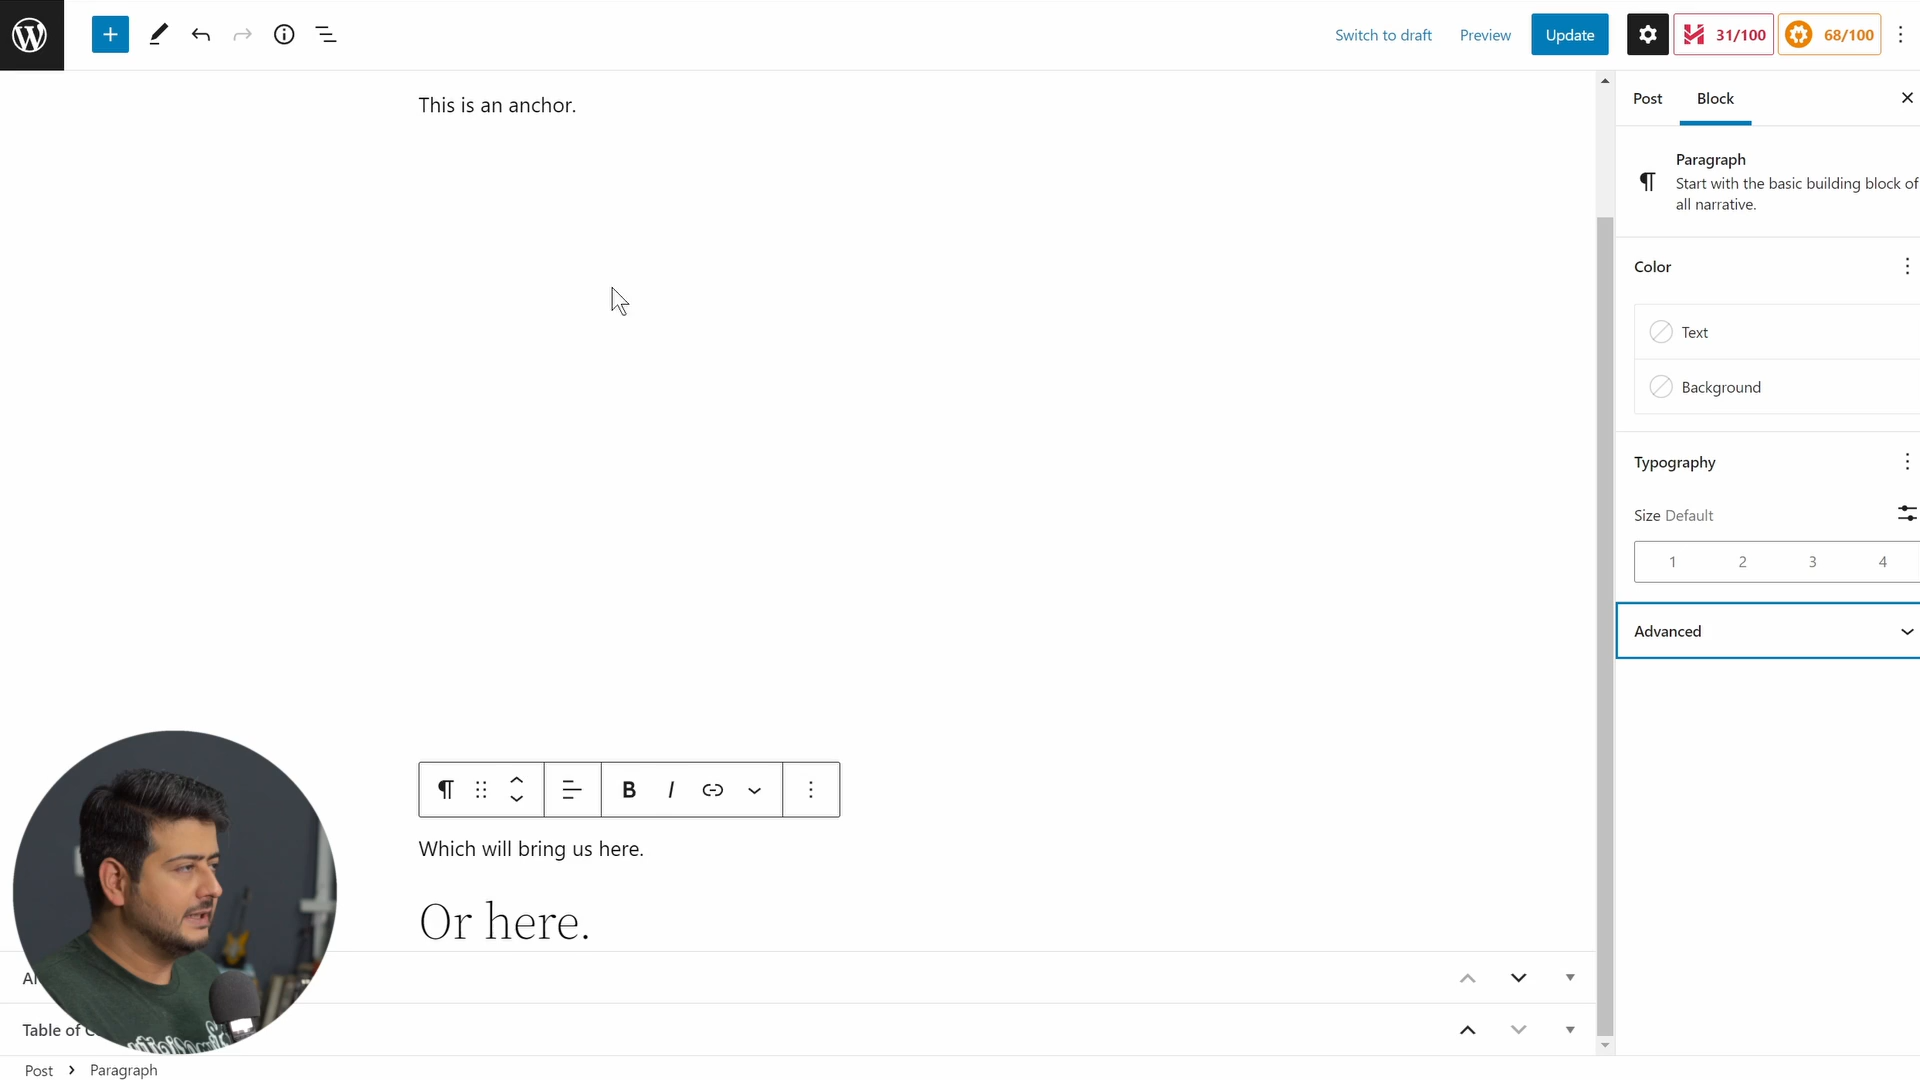 Switch to draft
Preview
Update
31/100
68/100
This is an anchor.
Post
Block
Paragraph
Start with the basic building block of
all narrative.
Color
Text
Background
Typography
Size Default
1 2 3 4
Advanced
B I
Which will bring us here.
Or here.
Table of
Post > Paragraph